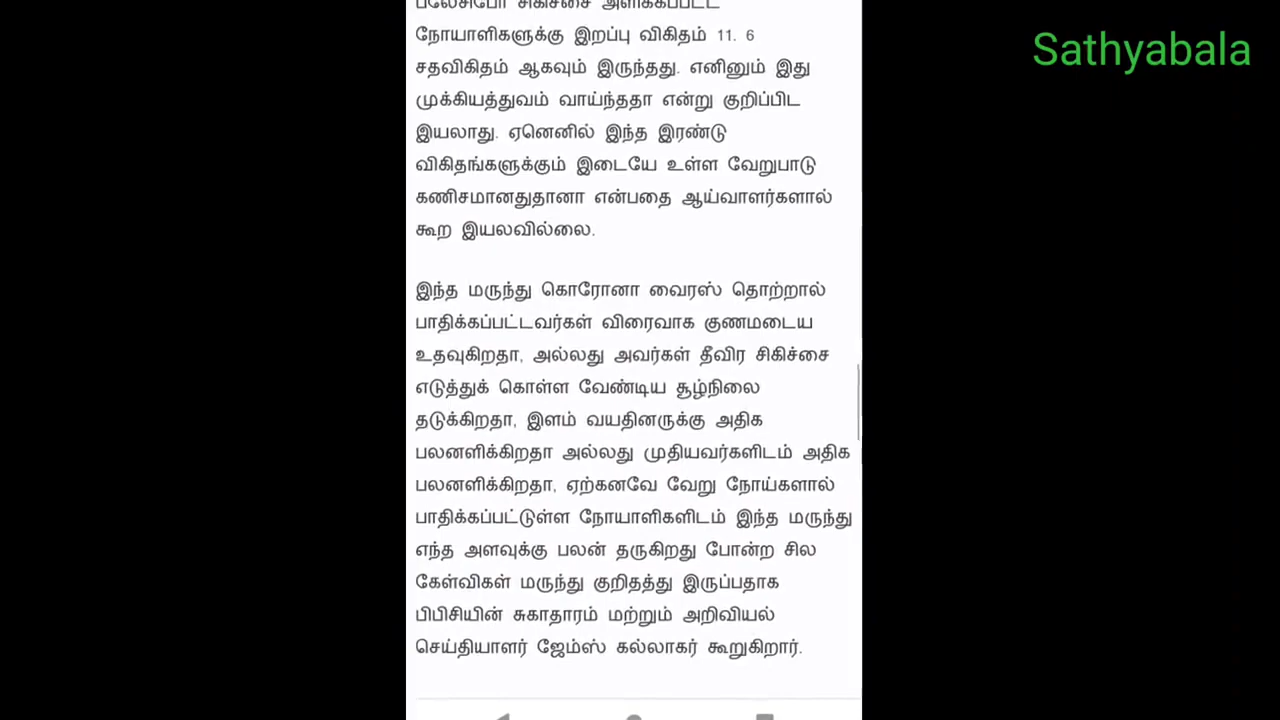 பிலேசிபோ சிகிச்சை அளிக்கப்பட்ட
நோயாளிகளுக்கு இறப்பு விகிதம் 11. 6
சதவிகிதம் ஆகவும் இருந்தது. எனினும் இது
முக்கியத்துவம் வாய்ந்ததா என்று குறிப்பிட
இயலாது. ஏனெனில் இந்த இரண்டு
விகிதங்களுக்கும் இடையே உள்ள வேறுபாடு
கணிசமானதுதானா என்பதை ஆய்வாளர்களால்
கூற இயலவில்லை.
இந்த மருந்து கொரோனா வைரஸ் தொற்றால்
பாதிக்கப்பட்டவர்கள் விரைவாக குணமடைய
உதவுகிறதா, அல்லது அவர்கள் தீவிர சிகிச்சை
எடுத்துக் கொள்ள வேண்டிய சூழ்நிலை
தடுக்கிறதா, இளம் வயதினருக்கு அதிக
பலனளிக்கிறதா அல்லது முதியவர்களிடம் அதிக
பலனளிக்கிறதா, ஏற்கனவே வேறு நோய்களால்
பாதிக்கப்பட்டுள்ள நோயாளிகளிடம் இந்த மருந்து
எந்த அளவுக்கு பலன் தருகிறது போன்ற சில
கேள்விகள் மருந்து குறிதத்து இருப்பதாக
பிபிசியின் சுகாதாரம் மற்றும் அறிவியல்
செய்தியாளர் ஜேம்ஸ் கல்லாகர் கூறுகிறார்.
Sathyabala